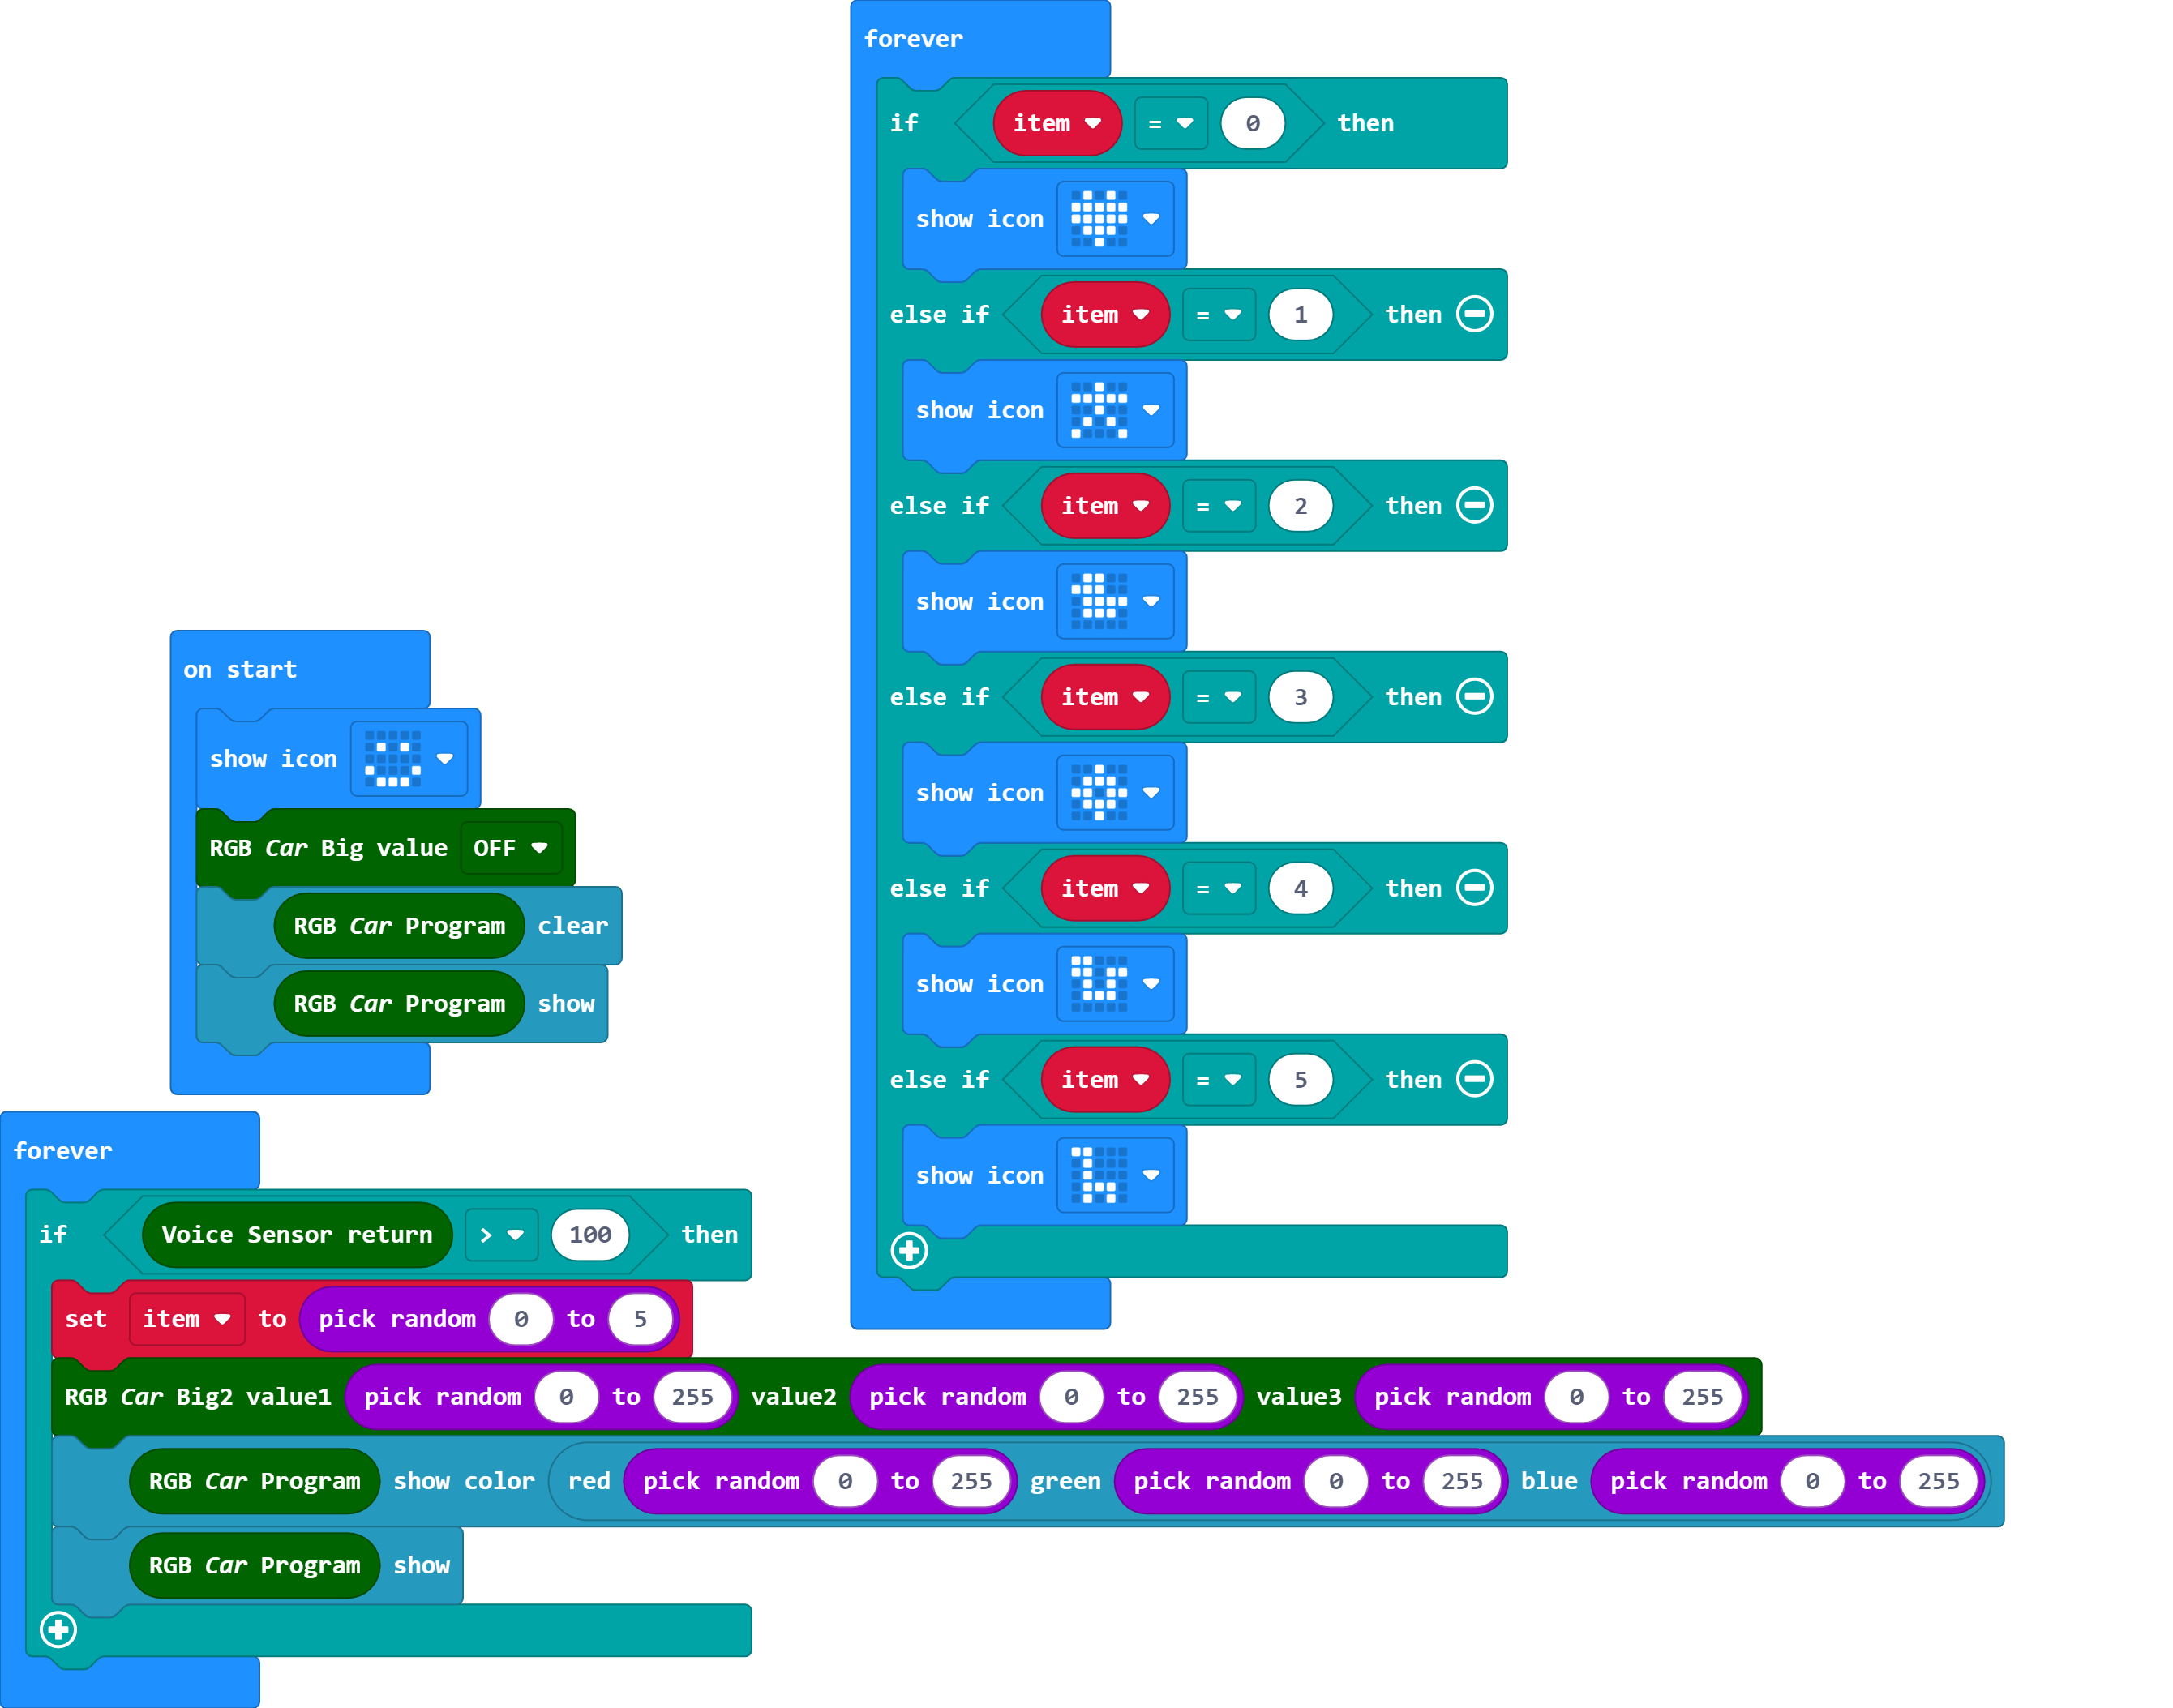 on start
show icon
RGB Car Big value OFF
RGB Car Program clear
RGB Car Program show
forever
if Voice Sensor return > 100 then
set item to pick random 0 to 5
RGB Car Big2 value1 pick random 0 to 255 value2 pick random 0 to 255 value3 pick random 0 to 255
RGB Car Program show color red pick random 0 to 255 green pick random 0 to 255 blue pick random 0 to 255
RGB Car Program show
forever
if item = 0 then
show icon
else if item = 1 then
show icon
else if item = 2 then
show icon
else if item = 3 then
show icon
else if item = 4 then
show icon
else if item = 5 then
show icon